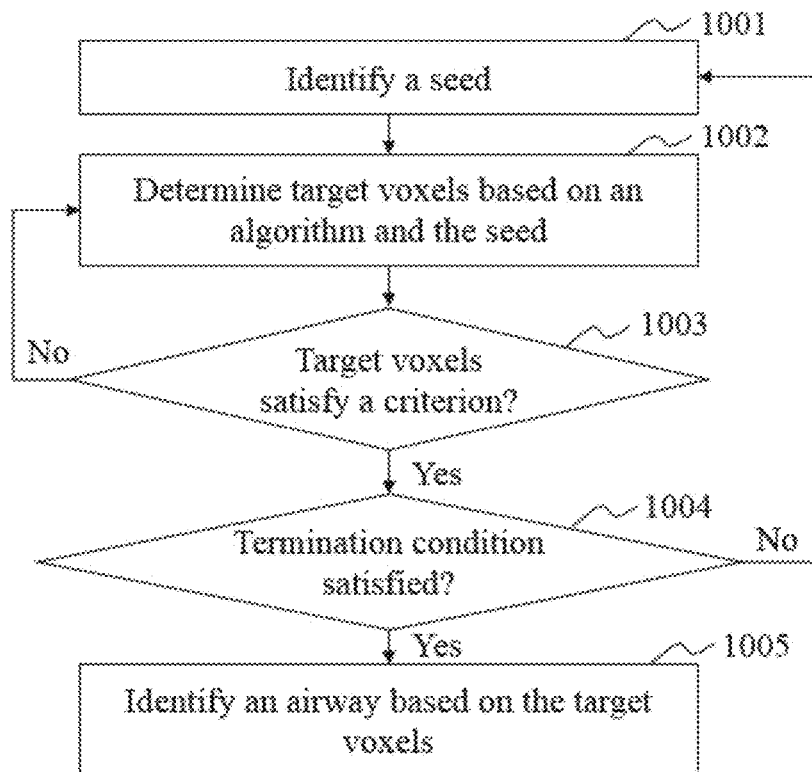 1001
Identify a seed
1002
Determine target voxels based on an
algorithm and the seed
1003
No
Target voxels
satisfy a criterion?
Yes
1004
No
Termination condition
satisfied?
Yes
1005
Identify an airway based on the target
voxels